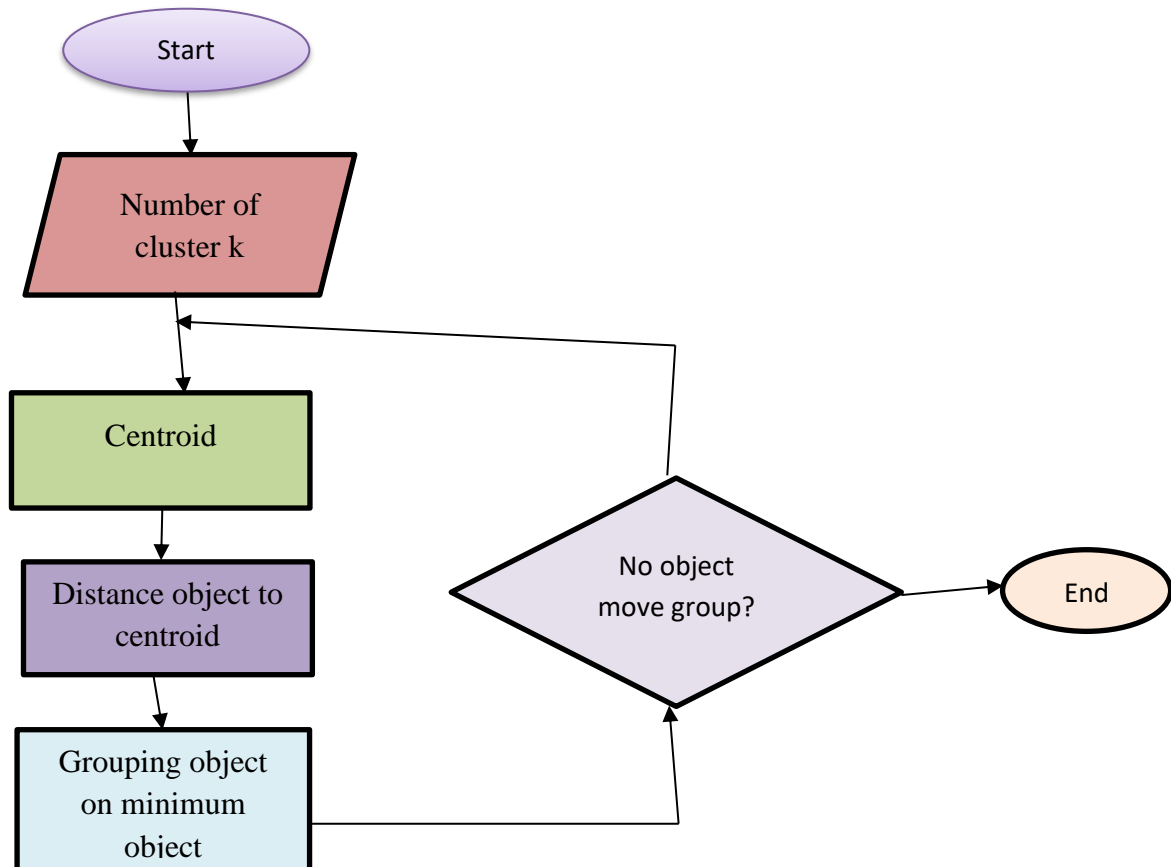 Start
Number of
cluster k
Centroid
Distance object to
centroid
Grouping object
on minimum
object
No object
move group?
End